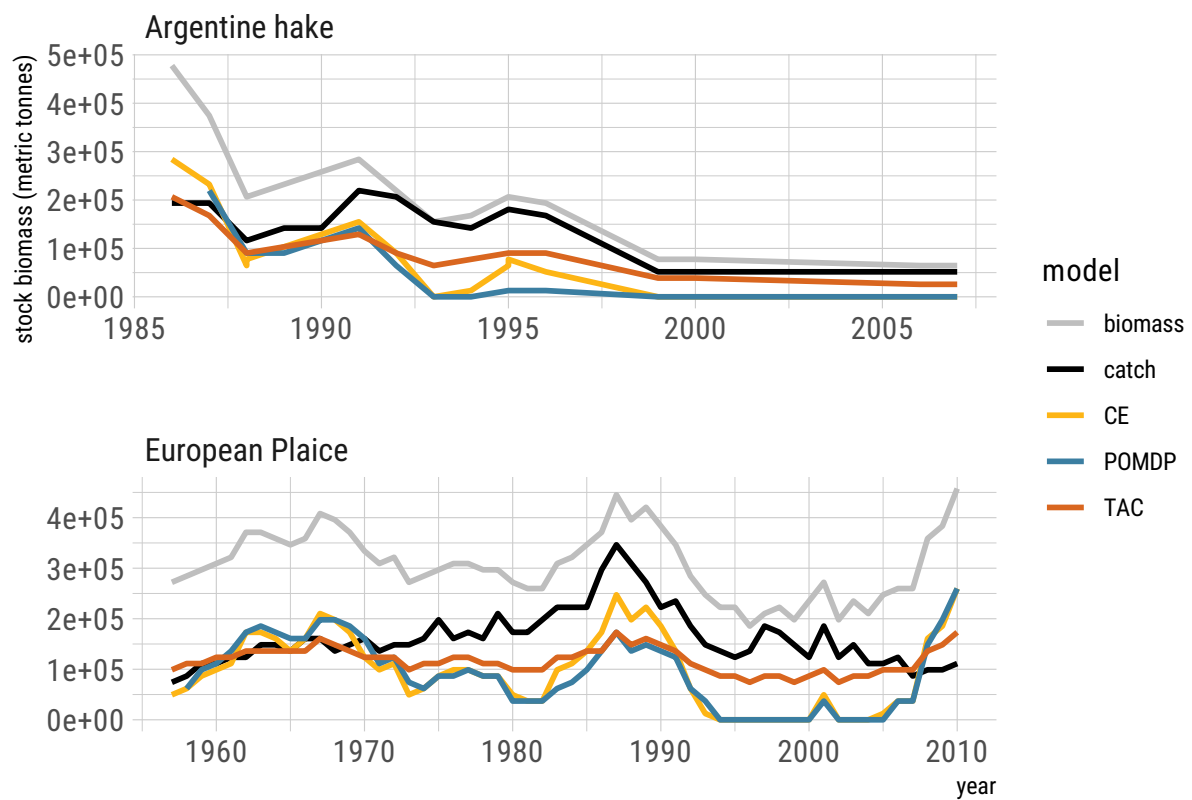 Argentine hake
stock biomass (metric tonnes)
5e+05
4e+05
3e+05
2e+05
1e+05
0e+00
1985 1990 1995 2000 2005
model
biomass
catch
CE
POMDP
TAC
European Plaice
4e+05
3e+05
2e+05
1e+05
0e+00
1960 1970 1980 1990 2000 2010
year